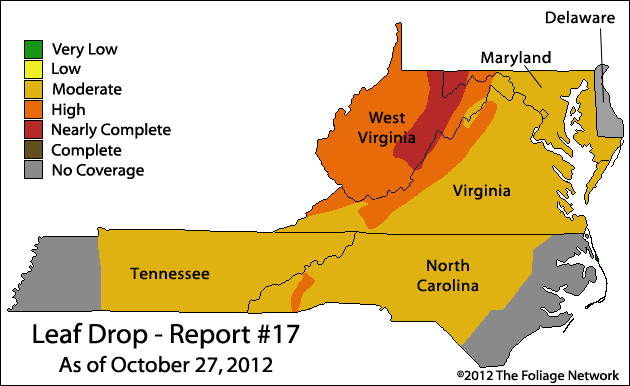 Delaware
Maryland
Very Low
Low
Moderate
High
Nearly Complete
Complete
No Coverage
West
Virginia
Virginia
Tennessee
North
Carolina
Leaf Drop - Report #17
As of October 27, 2012
©2012 The Foliage Network